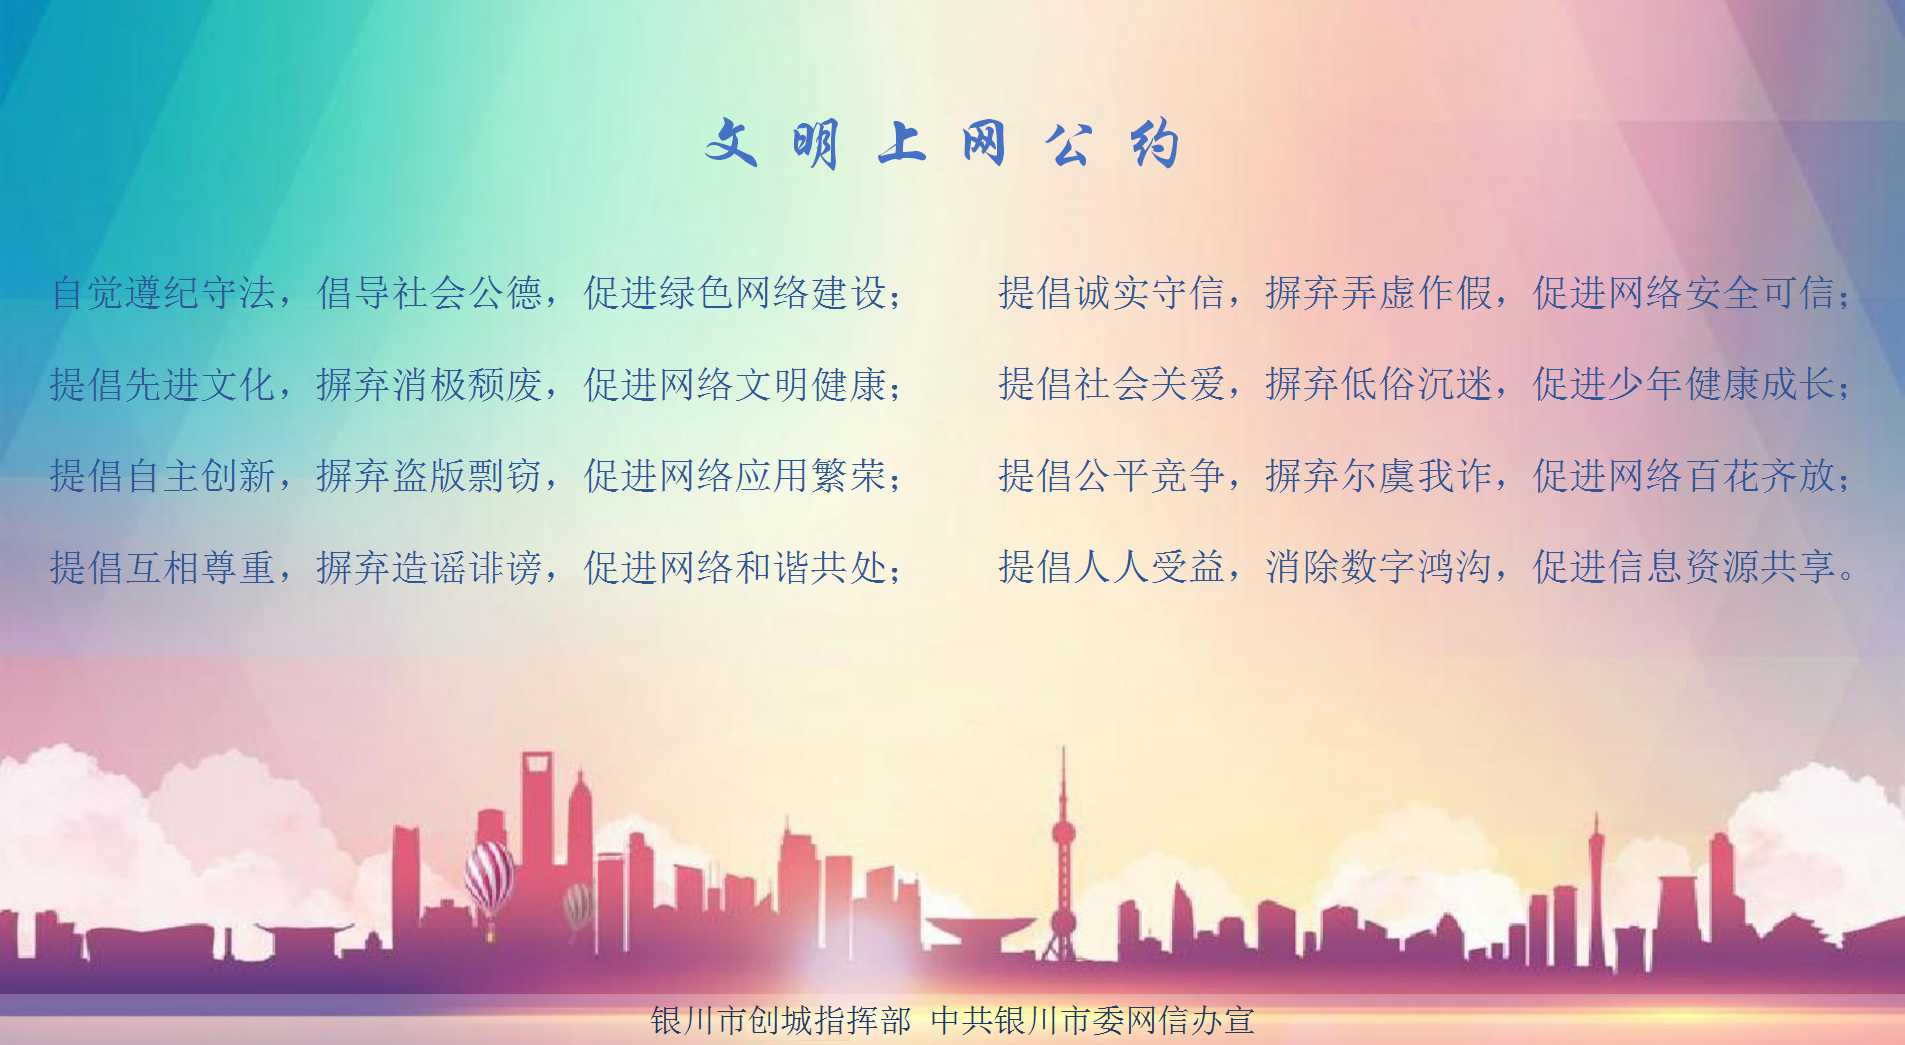 文明上网公约
自觉遵纪守法，倡导社会公德，促进绿色网络建设；
提倡先进文化，摒弃消极颓废，促进网络文明健康；
提倡自主创新，摒弃盗版剽窃，促进网络应用繁荣；
提倡互相尊重，摒弃造谣诽谤，促进网络和谐共处；
提倡诚实守信，摒弃弄虚作假，促进网络安全可信；
提倡社会关爱，摒弃低俗沉迷，促进少年健康成长；
提倡公平竞争，摒弃尔虞我诈，促进网络百花齐放；
提倡人人受益，消除数字鸿沟，促进信息资源共享。
银川市创城指挥部 中共银川市委网信办宣